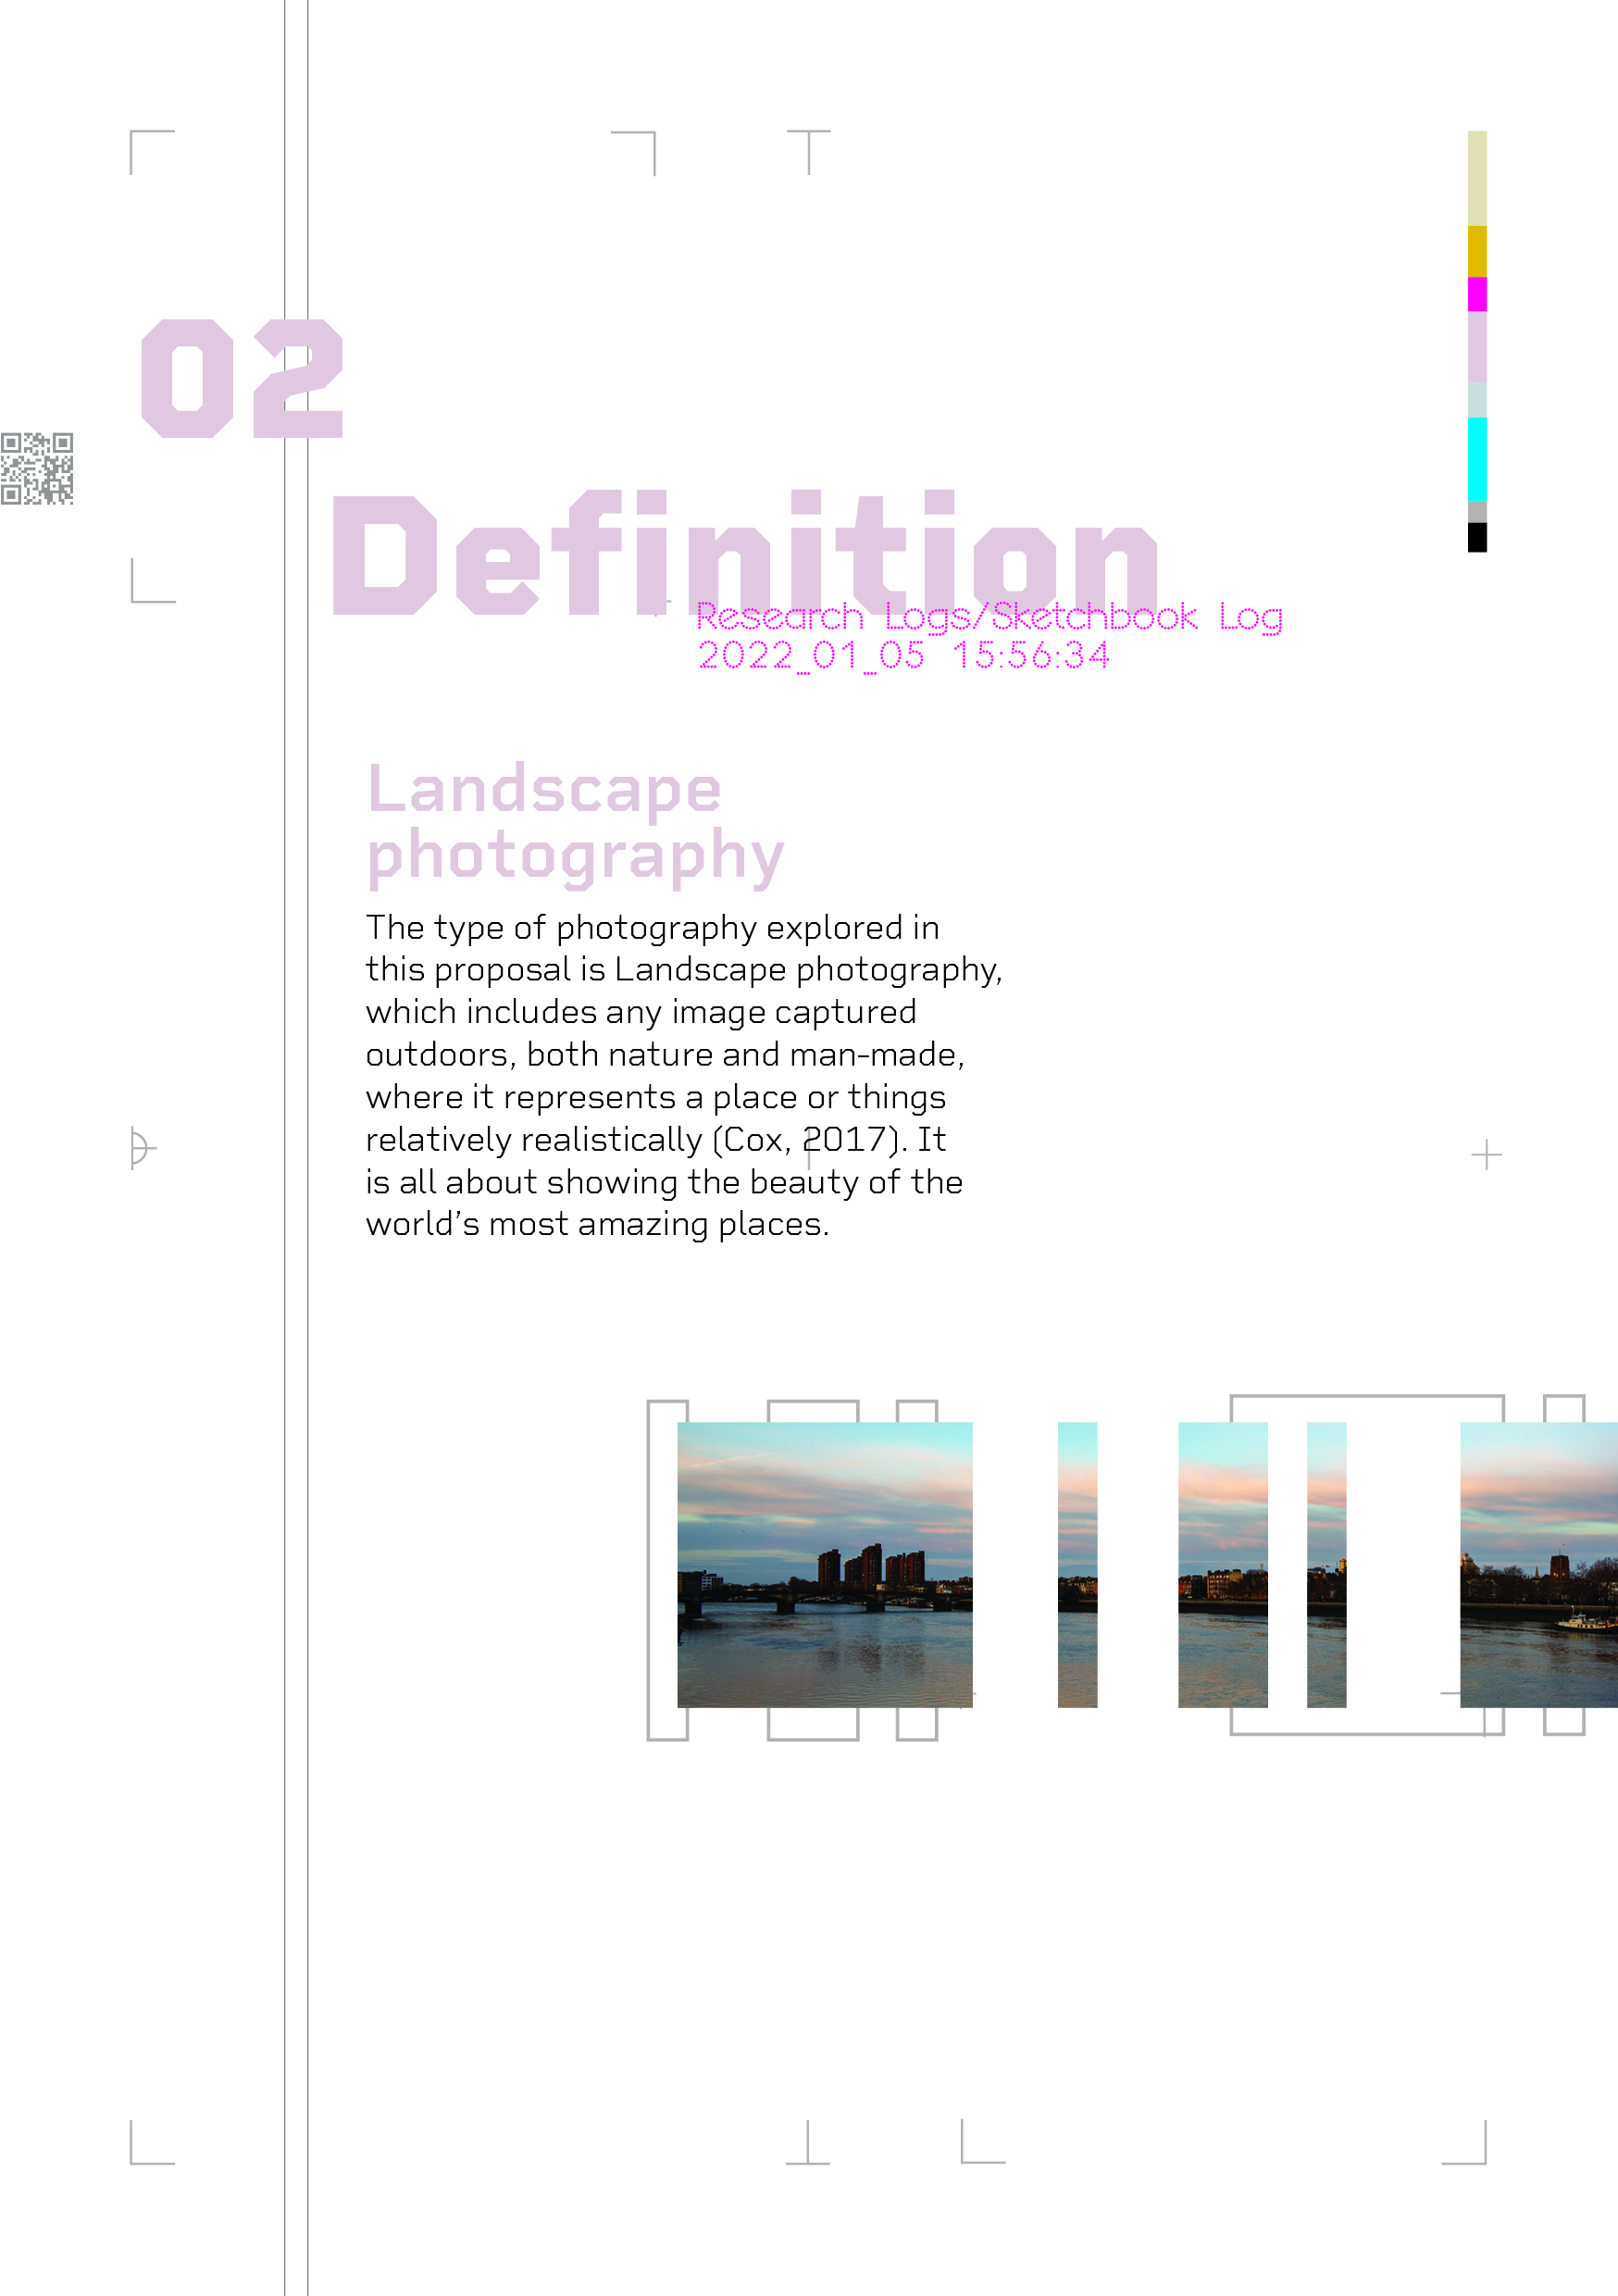 02
Definition
Research Logs/Sketchbook Log
2022_01_05 15:56:34
Landscape
photography
The type of photography explored in
this proposal is Landscape photography,
which includes any image captured
outdoors, both nature and man-made,
where it represents a place or things
relatively realistically (Cox, 2017). It
is all about showing the beauty of the
world’s most amazing places.